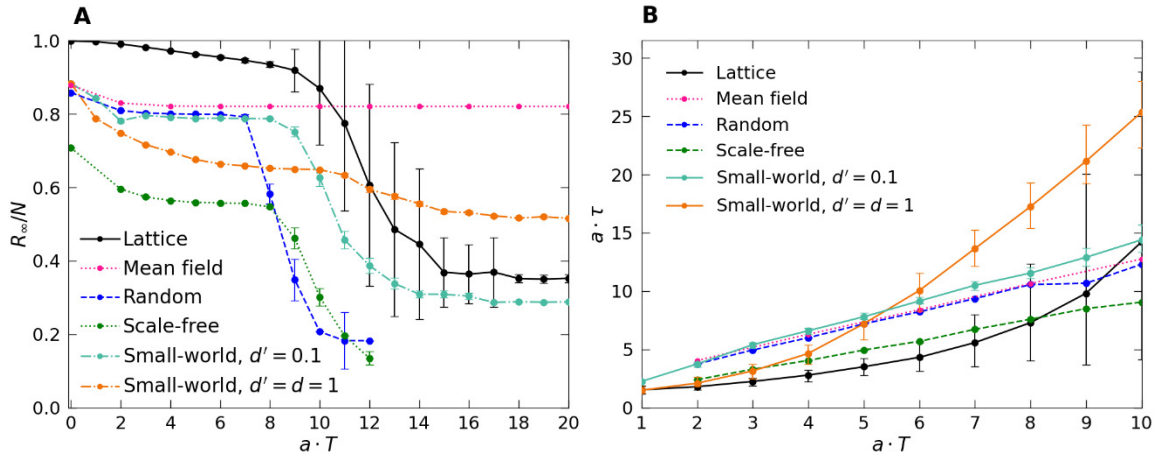 A
R∞/N
1.0
0.8
0.6
0.4
0.2
0.0
Lattice
Mean field
Random
Scale-free
Small-world, d′ = 0.1
Small-world, d′ = d = 1
0 2 4 6 8 10 12 14 16 18 20
a · T
B
a · τ
30
25
20
15
10
5
0
Lattice
Mean field
Random
Scale-free
Small-world, d′ = 0.1
Small-world, d′ = d = 1
1 2 3 4 5 6 7 8 9 10
a · T